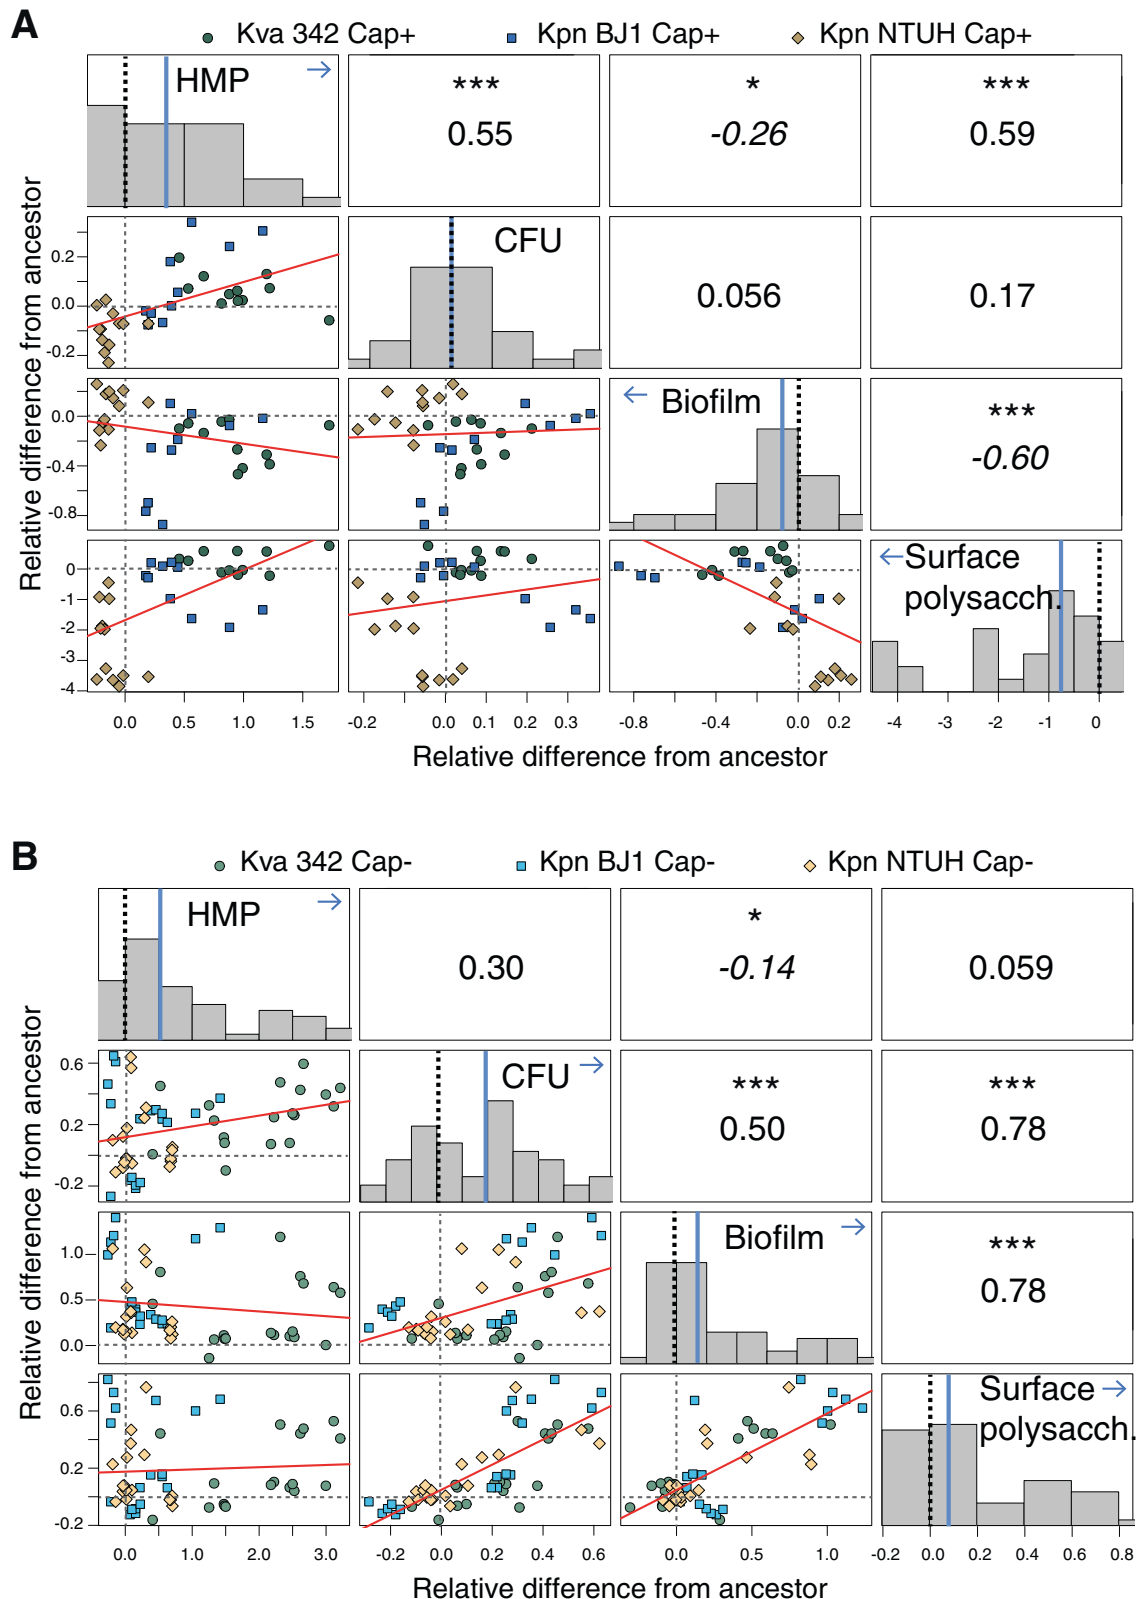 A
Kva 342 Cap+ Kpn BJ1 Cap+ Kpn NTUH Cap+
HMP → *** * ***
0.55 -0.26 0.59
Relative difference from ancestor
0.2 CFU
0.0 0.056 0.17
-0.2
0.0 ← Biofilm ***
-0.4 -0.60
-0.8
0 ← Surface
-1 polysacch.
-2
-3
-4
0.0 0.5 1.0 1.5 -0.2 0.0 0.1 0.2 0.3 -0.8 -0.4 0.0 0.2 -4 -3 -2 -1 0
Relative difference from ancestor
B
Kva 342 Cap- Kpn BJ1 Cap- Kpn NTUH Cap-
HMP → *
0.30 -0.14 0.059
Relative difference from ancestor
0.6 CFU → *** ***
0.2 0.50 0.78
-0.2
1.0 Biofilm → ***
0.5 0.78
0.0
Surface →
0.6 polysacch.
0.2
-0.2
0.0 1.0 2.0 3.0 -0.2 0.0 0.2 0.4 0.6 0.0 0.5 1.0 -0.2 0.0 0.2 0.4 0.6 0.8
Relative difference from ancestor